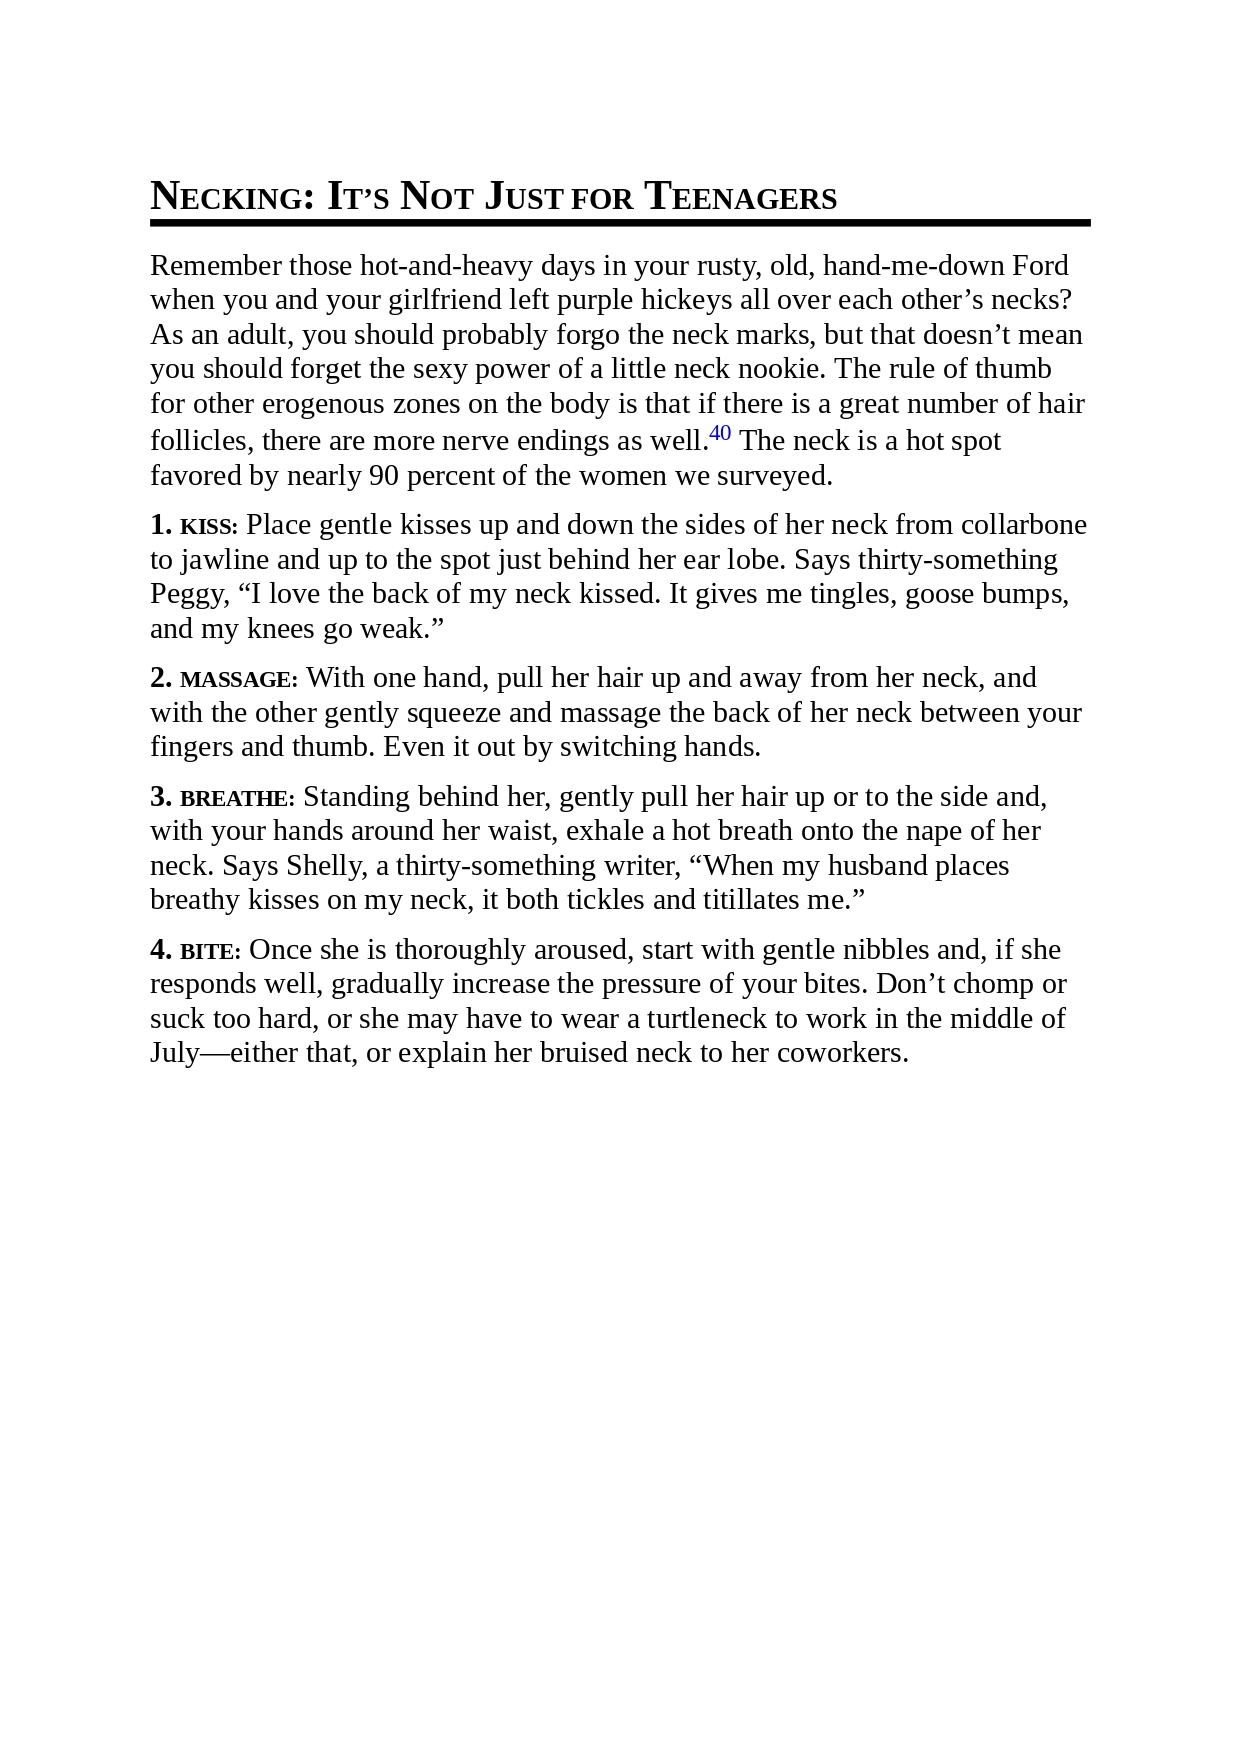 NECKING: IT’S NOT JUST FOR TEENAGERS
Remember those hot-and-heavy days in your rusty, old, hand-me-down Ford
when you and your girlfriend left purple hickeys all over each other’s necks?
As an adult, you should probably forgo the neck marks, but that doesn’t mean
you should forget the sexy power of a little neck nookie. The rule of thumb
for other erogenous zones on the body is that if there is a great number of hair
follicles, there are more nerve endings as well.40 The neck is a hot spot
favored by nearly 90 percent of the women we surveyed.
1. KISS: Place gentle kisses up and down the sides of her neck from collarbone
to jawline and up to the spot just behind her ear lobe. Says thirty-something
Peggy, “I love the back of my neck kissed. It gives me tingles, goose bumps,
and my knees go weak.”
2. MASSAGE: With one hand, pull her hair up and away from her neck, and
with the other gently squeeze and massage the back of her neck between your
fingers and thumb. Even it out by switching hands.
3. BREATHE: Standing behind her, gently pull her hair up or to the side and,
with your hands around her waist, exhale a hot breath onto the nape of her
neck. Says Shelly, a thirty-something writer, “When my husband places
breathy kisses on my neck, it both tickles and titillates me.”
4. BITE: Once she is thoroughly aroused, start with gentle nibbles and, if she
responds well, gradually increase the pressure of your bites. Don’t chomp or
suck too hard, or she may have to wear a turtleneck to work in the middle of
July—either that, or explain her bruised neck to her coworkers.